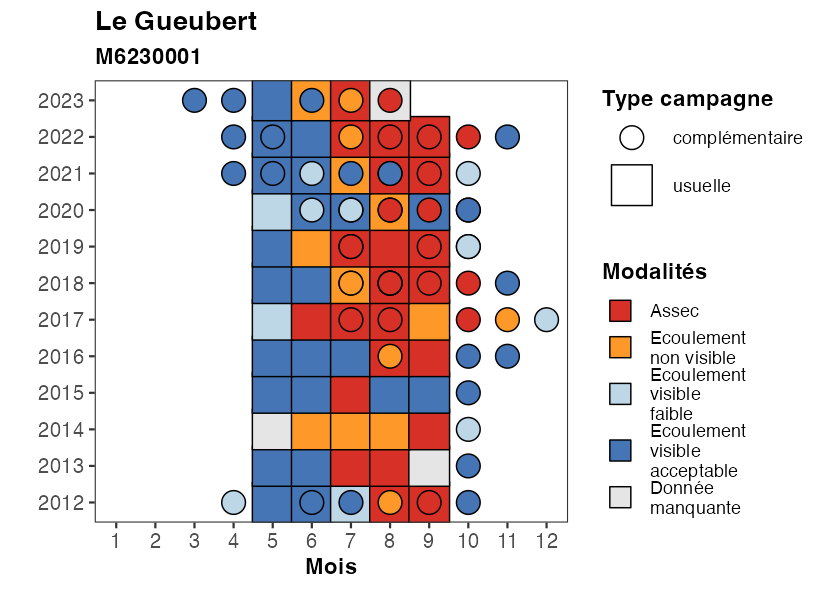 Le Gueubert
M6230001
2023
2022
2021
2020
2019
2018
2017
2016
2015
2014
2013
2012
1 2 3 4 5 6 7 8 9 10 11 12
Mois
Type campagne
complémentaire
usuelle
Modalités
Assec
Ecoulement
non visible
Ecoulement
visible
faible
Ecoulement
visible
acceptable
Donnée
manquante